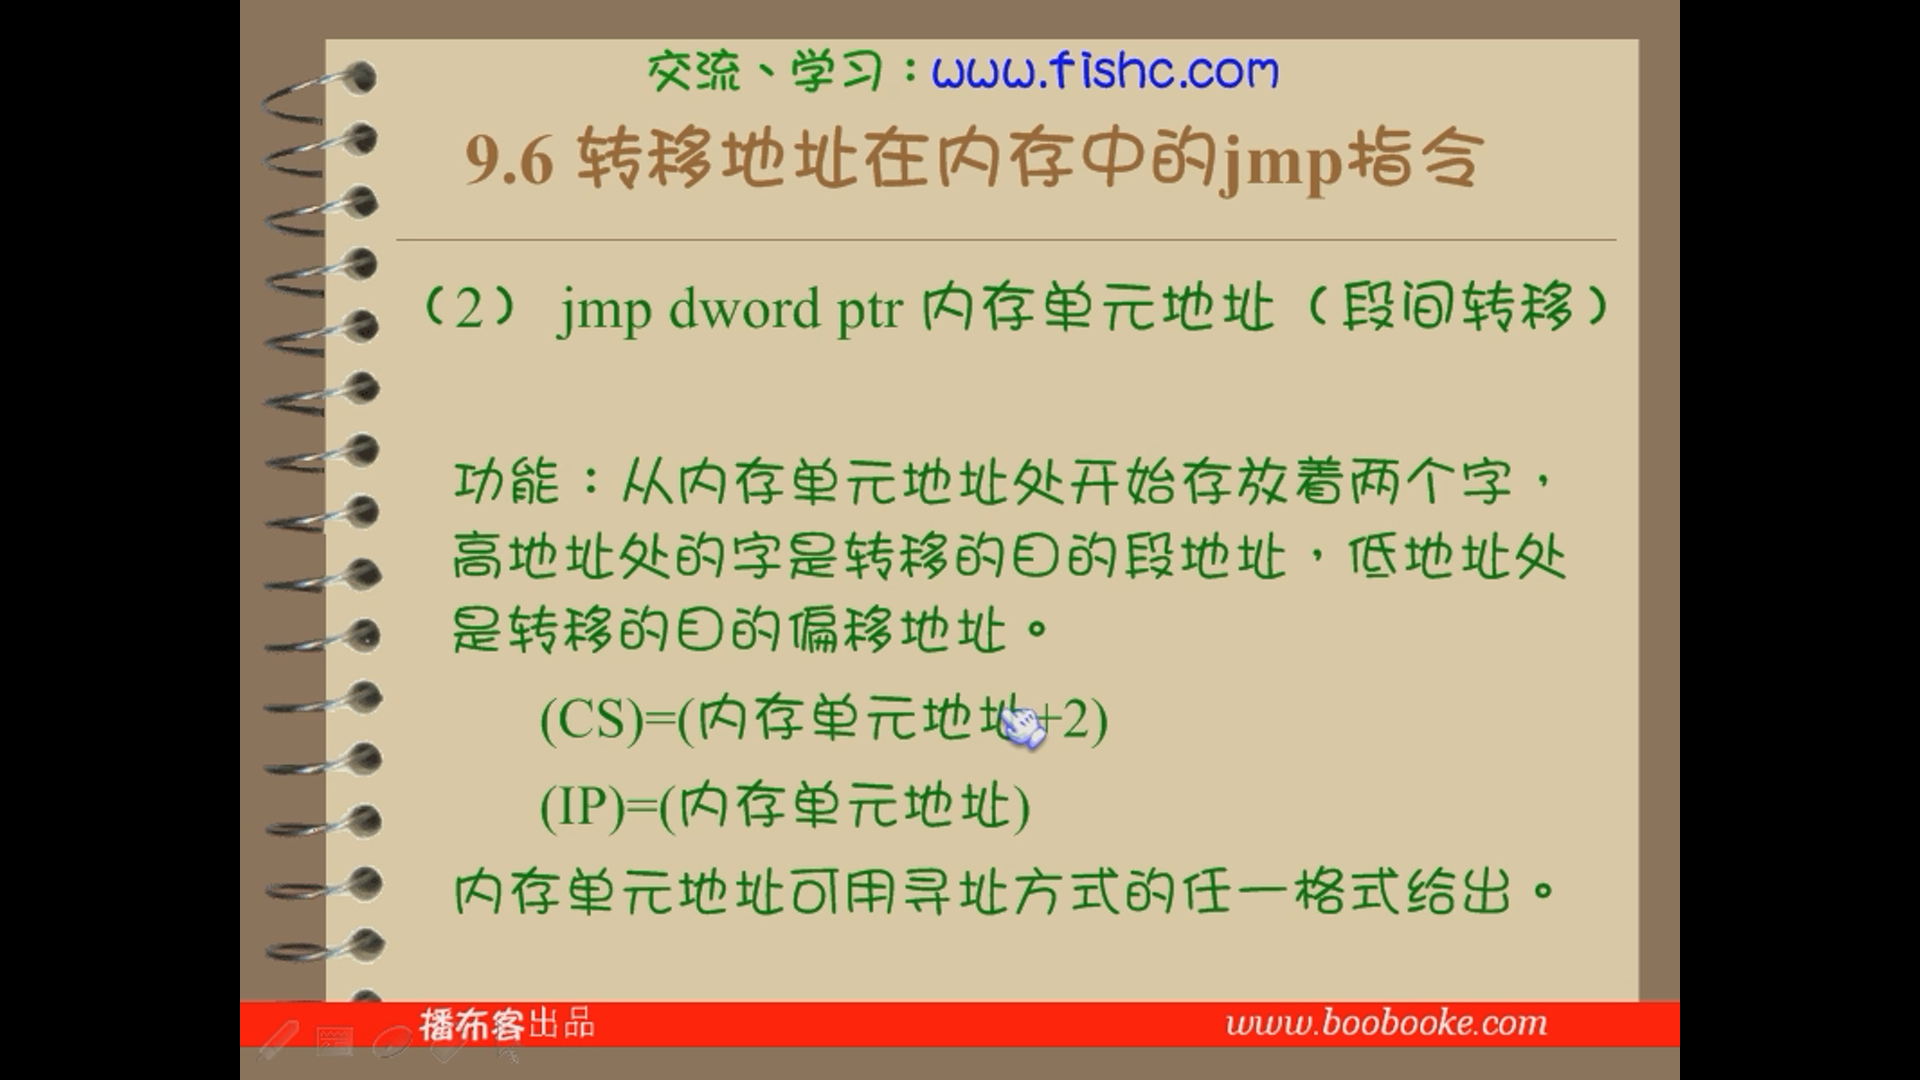 交流、学习：www.fishc.com
9.6 转移地址在内存中的jmp指令
（2） jmp dword ptr 内存单元地址（段间转移）
功能：从内存单元地址处开始存放着两个字，
高地址处的字是转移的目的段地址，低地址处
是转移的目的偏移地址。
(CS)=(内存单元地址+2)
(IP)=(内存单元地址)
内存单元地址可用寻址方式的任一格式给出。
播布客出品
www.boobooke.com